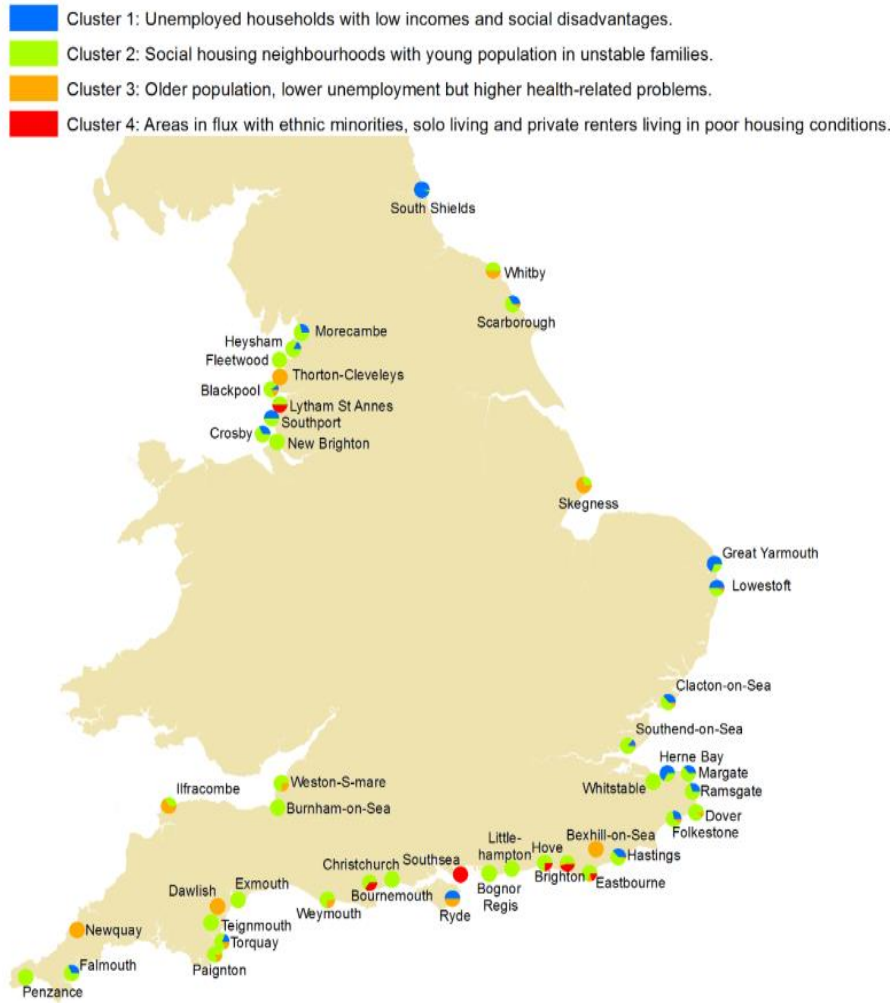 Cluster 1: Unemployed households with low incomes and social disadvantages.
Cluster 2: Social housing neighbourhoods with young population in unstable families.
Cluster 3: Older population, lower unemployment but higher health-related problems.
Cluster 4: Areas in flux with ethnic minorities, solo living and private renters living in poor housing conditions.
South Shields
Whitby
Scarborough
Morecambe
Heysham
Fleetwood
Thorton-Cleveleys
Blackpool
Lytham St Annes
Southport
Crosby
New Brighton
Skegness
Great Yarmouth
Lowestoft
Clacton-on-Sea
Southend-on-Sea
Herne Bay
Margate
Whitstable
Ramsgate
Dover
Folkestone
Weston-S-mare
Ilfracombe
Burnham-on-Sea
Bexhill-on-Sea
Little-
hampton
Hove
Hastings
Christchurch
Southsea
Brighton
Eastbourne
Bognor
Regis
Bournemouth
Dawlish
Exmouth
Weymouth
Ryde
Teignmouth
Newquay
Torquay
Paignton
Falmouth
Penzance